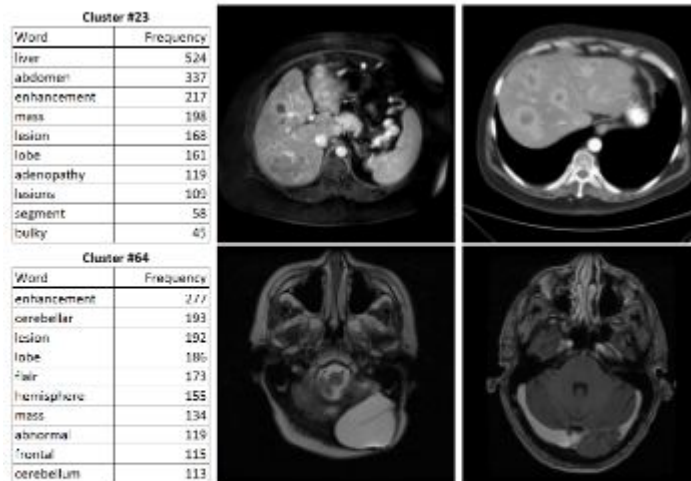 Cluster #23
Word Frequency
liver 524
abdomen 337
enhancement 217
mass 198
lesion 168
lobe 161
adenopathy 119
lesions 109
segment 58
bulky 45
Cluster #64
Word Frequency
enhancement 277
cerebellar 193
lesion 192
lobe 186
flair 173
hemisphere 155
mass 134
abnormal 119
frontal 115
cerebellum 113